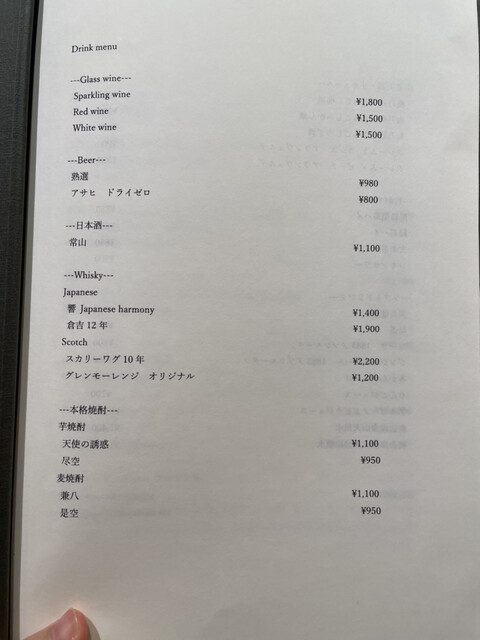 Drink menu
---Glass wine---
Sparkling wine ¥1,800
Red wine ¥1,500
White wine ¥1,500
---Beer---
熟選 ¥980
アサヒ ドライゼロ ¥800
---日本酒---
常山 ¥1,100
---Whisky---
Japanese
響 Japanese harmony ¥1,400
倉吉 12 年 ¥1,900
Scotch
スカリーワグ 10 年 ¥2,200
グレンモーレンジ オリジナル ¥1,200
---本格焼酎---
芋焼酎
天使の誘惑 ¥1,100
尽空 ¥950
麦焼酎
兼八 ¥1,100
是空 ¥950